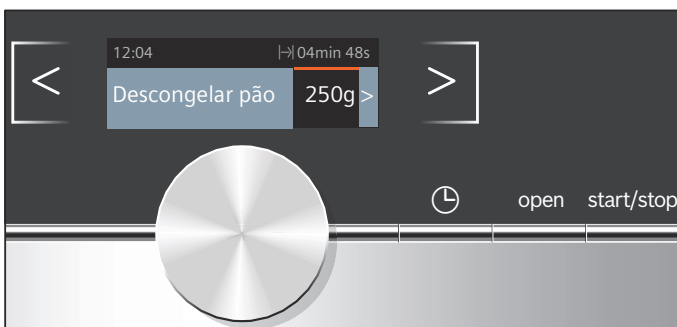 12:04 04min 48s
< Descongelar pão 250g > >
open start/stop